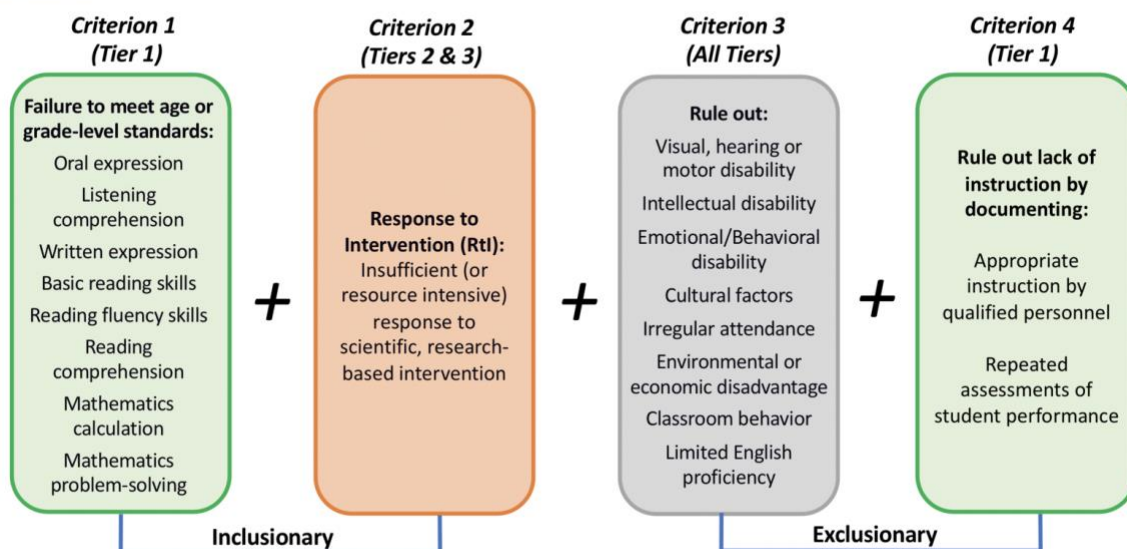 Criterion 1
(Tier 1)
Failure to meet age or
grade-level standards:
Oral expression
Listening
comprehension
Written expression
Basic reading skills
Reading fluency skills
Reading
comprehension
Mathematics
calculation
Mathematics
problem-solving
+
Criterion 2
(Tiers 2 & 3)
Response to
Intervention (RtI):
Insufficient (or
resource intensive)
response to
scientific, research-
based intervention
+
Criterion 3
(All Tiers)
Rule out:
Visual, hearing or
motor disability
Intellectual disability
Emotional/Behavioral
disability
Cultural factors
Irregular attendance
Environmental or
economic disadvantage
Classroom behavior
Limited English
proficiency
+
Criterion 4
(Tier 1)
Rule out lack of
instruction by
documenting:
Appropriate
instruction by
qualified personnel
Repeated
assessments of
student performance
Inclusionary
Exclusionary